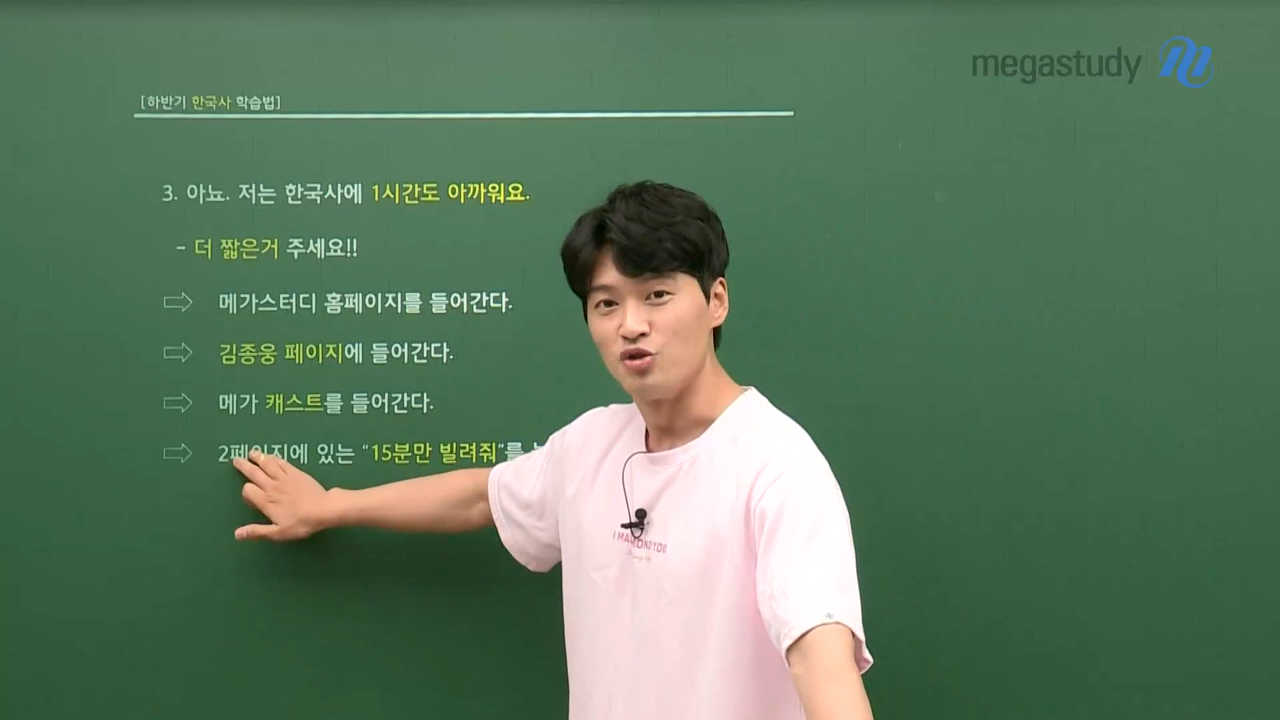 megastudy
[하반기 한국사 학습법]
3. 아뇨. 저는 한국사에 1시간도 아까워요.
- 더 짧은거 주세요!!
⇨ 메가스터디 홈페이지를 들어간다.
⇨ 김종웅 페이지에 들어간다.
⇨ 메가 캐스트를 들어간다.
⇨ 2페이지에 있는 “15분만 빌려줘”를